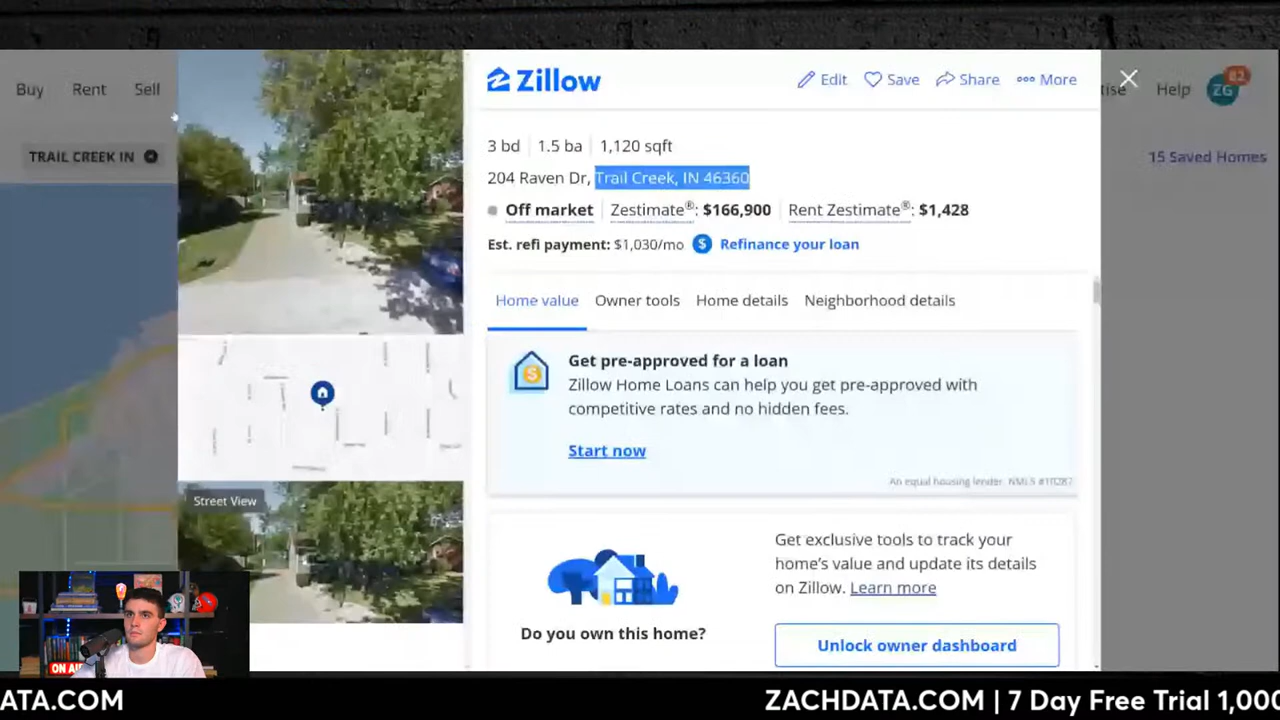 Buy Rent Sell
Zillow
Edit Save Share More
tise Help ZG 82
TRAIL CREEK IN
15 Saved Homes
3 bd 1.5 ba 1,120 sqft
204 Raven Dr, Trail Creek, IN 46360
Off market Zestimate®: $166,900 Rent Zestimate®: $1,428
Est. refi payment: $1,030/mo $ Refinance your loan
Home value Owner tools Home details Neighborhood details
Get pre-approved for a loan
Zillow Home Loans can help you get pre-approved with
competitive rates and no hidden fees.
Start now
An equal housing lender. NMLS #10287
Street View
Get exclusive tools to track your
home's value and update its details
on Zillow. Learn more
Do you own this home?
Unlock owner dashboard
ON AI
ATA.COM ZACHDATA.COM | 7 Day Free Trial 1,000